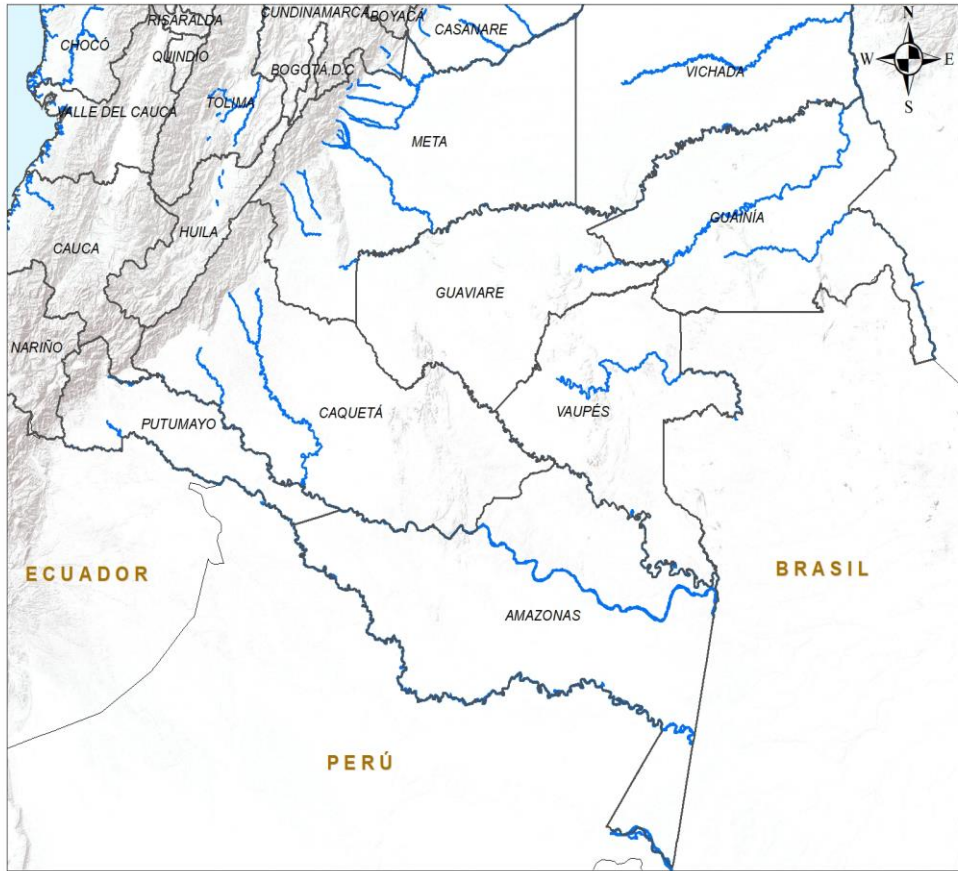 CUNDINAMARCA
BOYACÁ
RISARALDA
N
CASANARE
CHOCÓ
QUINDIO
W
E
BOGOTÁ,D.C
VICHADA
S
TOLIMA
VALLE DEL CAUCA
META
GUAINÍA
HUILA
CAUCA
GUAVIARE
NARIÑO
CAQUETÁ
VAUPÉS
PUTUMAYO
BRASIL
ECUADOR
AMAZONAS
PERÚ